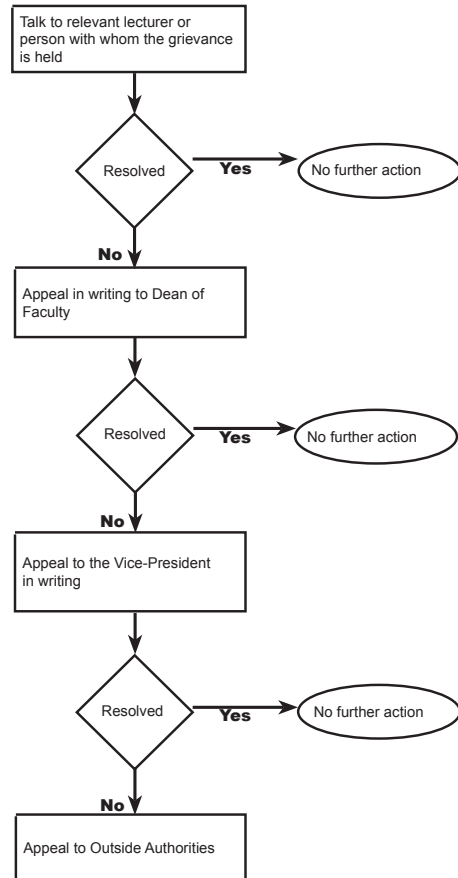 Talk to relevant lecturer or
person with whom the grievance
is held
Resolved
Yes
No further action
No
Appeal in writing to Dean of
Faculty
Resolved
Yes
No further action
No
Appeal to the Vice-President
in writing
Resolved
Yes
No further action
No
Appeal to Outside Authorities